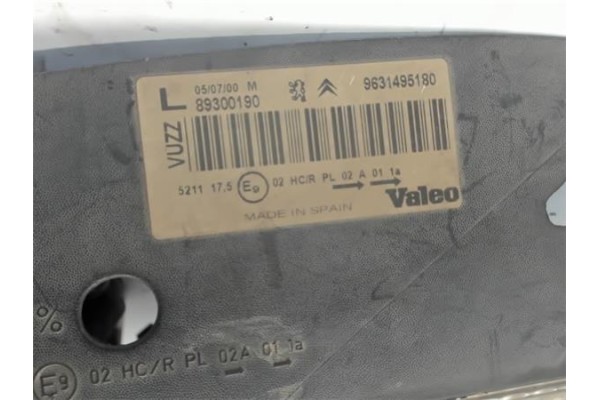 05/07/00 M
L 89300190 9631495180
VUZZ
5211 17,5 E9 02 HC/R PL 02 A 01 1a
Valeo
MADE IN SPAIN
%
E9 02 HC/R PL 02A 01 1a